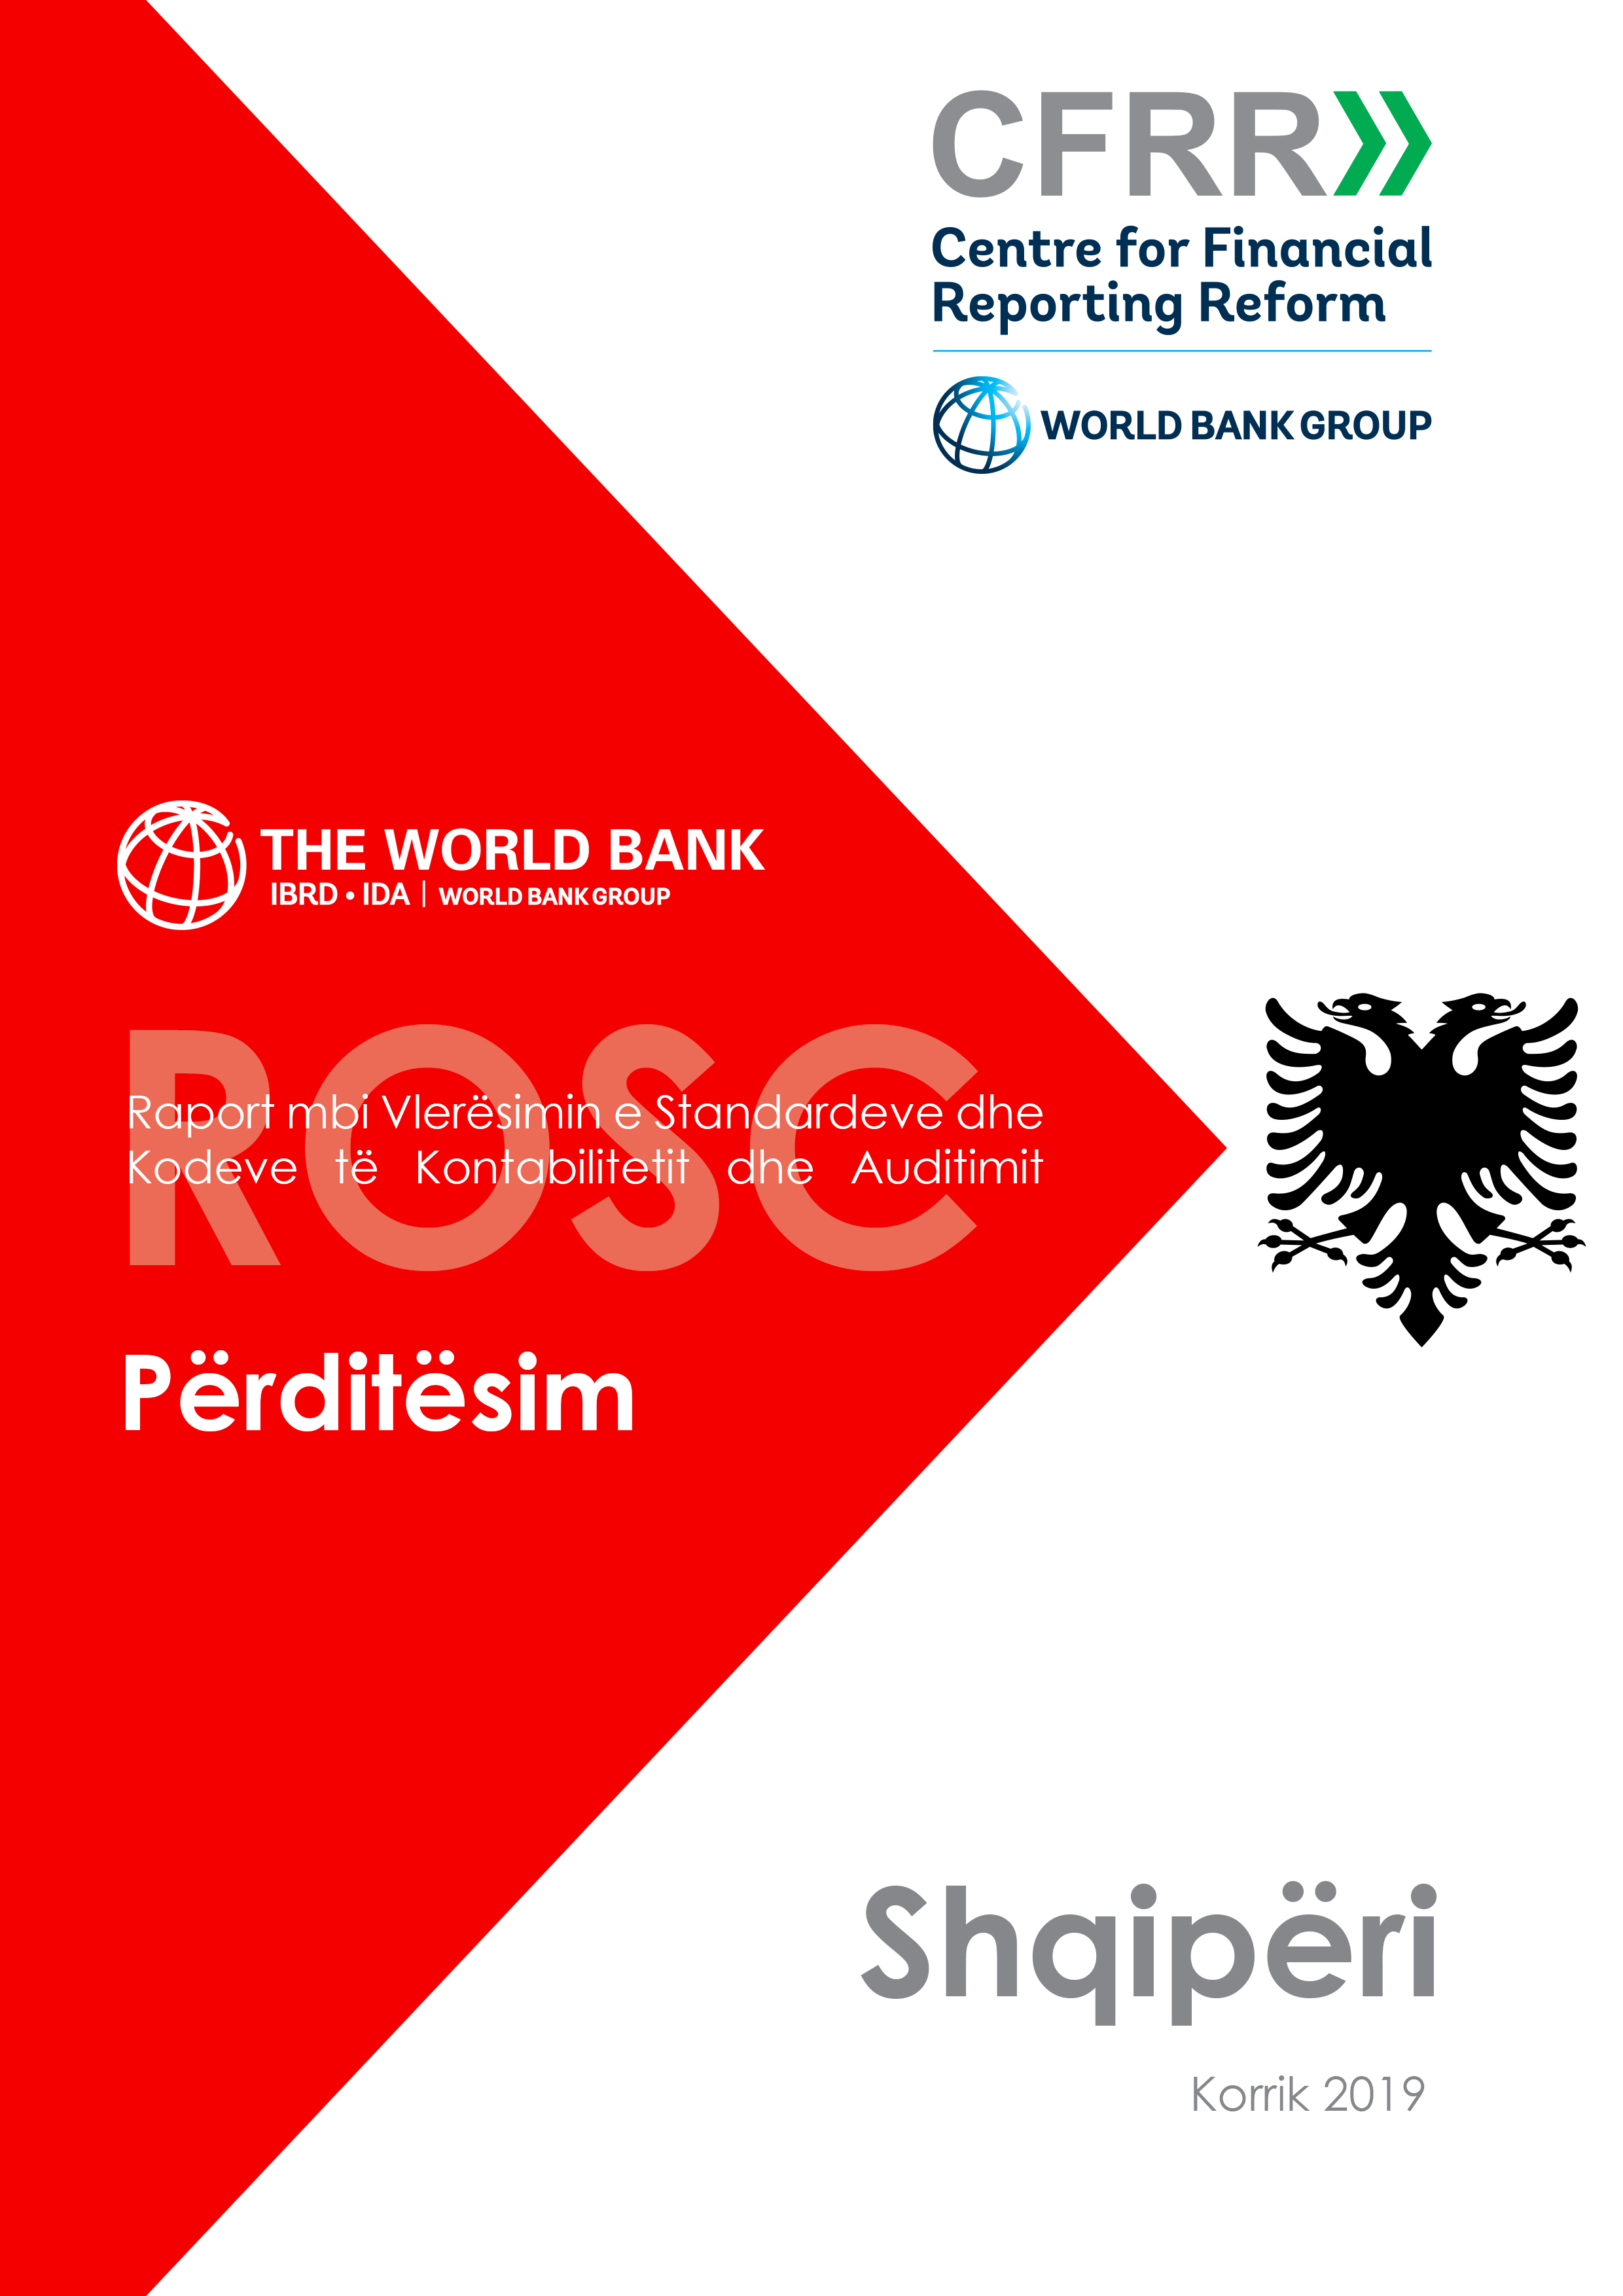 CFRR
Centre for Financial
Reporting Reform
WORLD BANK GROUP
THE WORLD BANK
IBRD • IDA | WORLD BANK GROUP
ROSC
Raport mbi Vlerësimin e Standardeve dhe
Kodeve të Kontabilitetit dhe Auditimit
Përditësim
Shqipëri
Korrik 2019